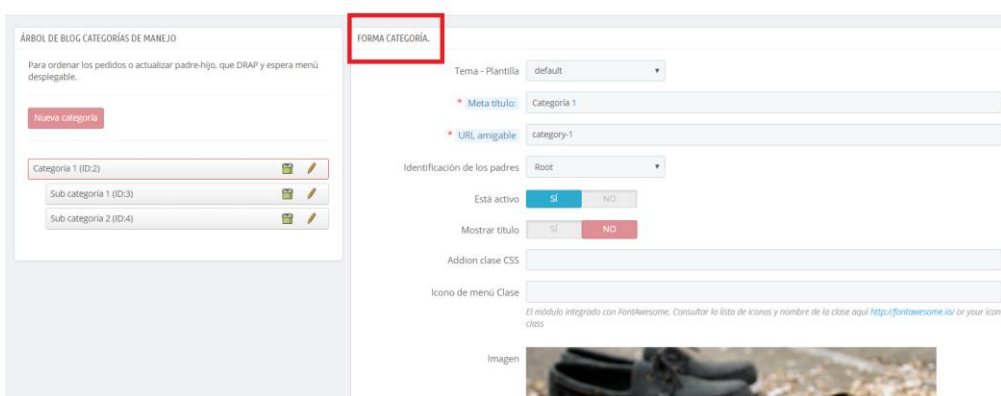 ÁRBOL DE BLOG CATEGORÍAS DE MANEJO
Para ordenar los pedidos o actualizar padre-hijo, que DRAP y espera menú
desplegable.
Nueva categoría
Categoría 1 (ID:2)
Sub categoría 1 (ID:3)
Sub categoría 2 (ID:4)
FORMA CATEGORÍA.
Tema - Plantilla default
* Meta título: Categoría 1
* URL amigable category-1
Identificación de los padres Root
Está activo SÍ NO
Mostrar título SÍ NO
Addion clase CSS
Icono de menú Clase
El módulo integrado con FontAwesome. Consultar la lista de iconos y nombre de la clase aquí http://fontawesome.io/ or your icon
class
Imagen